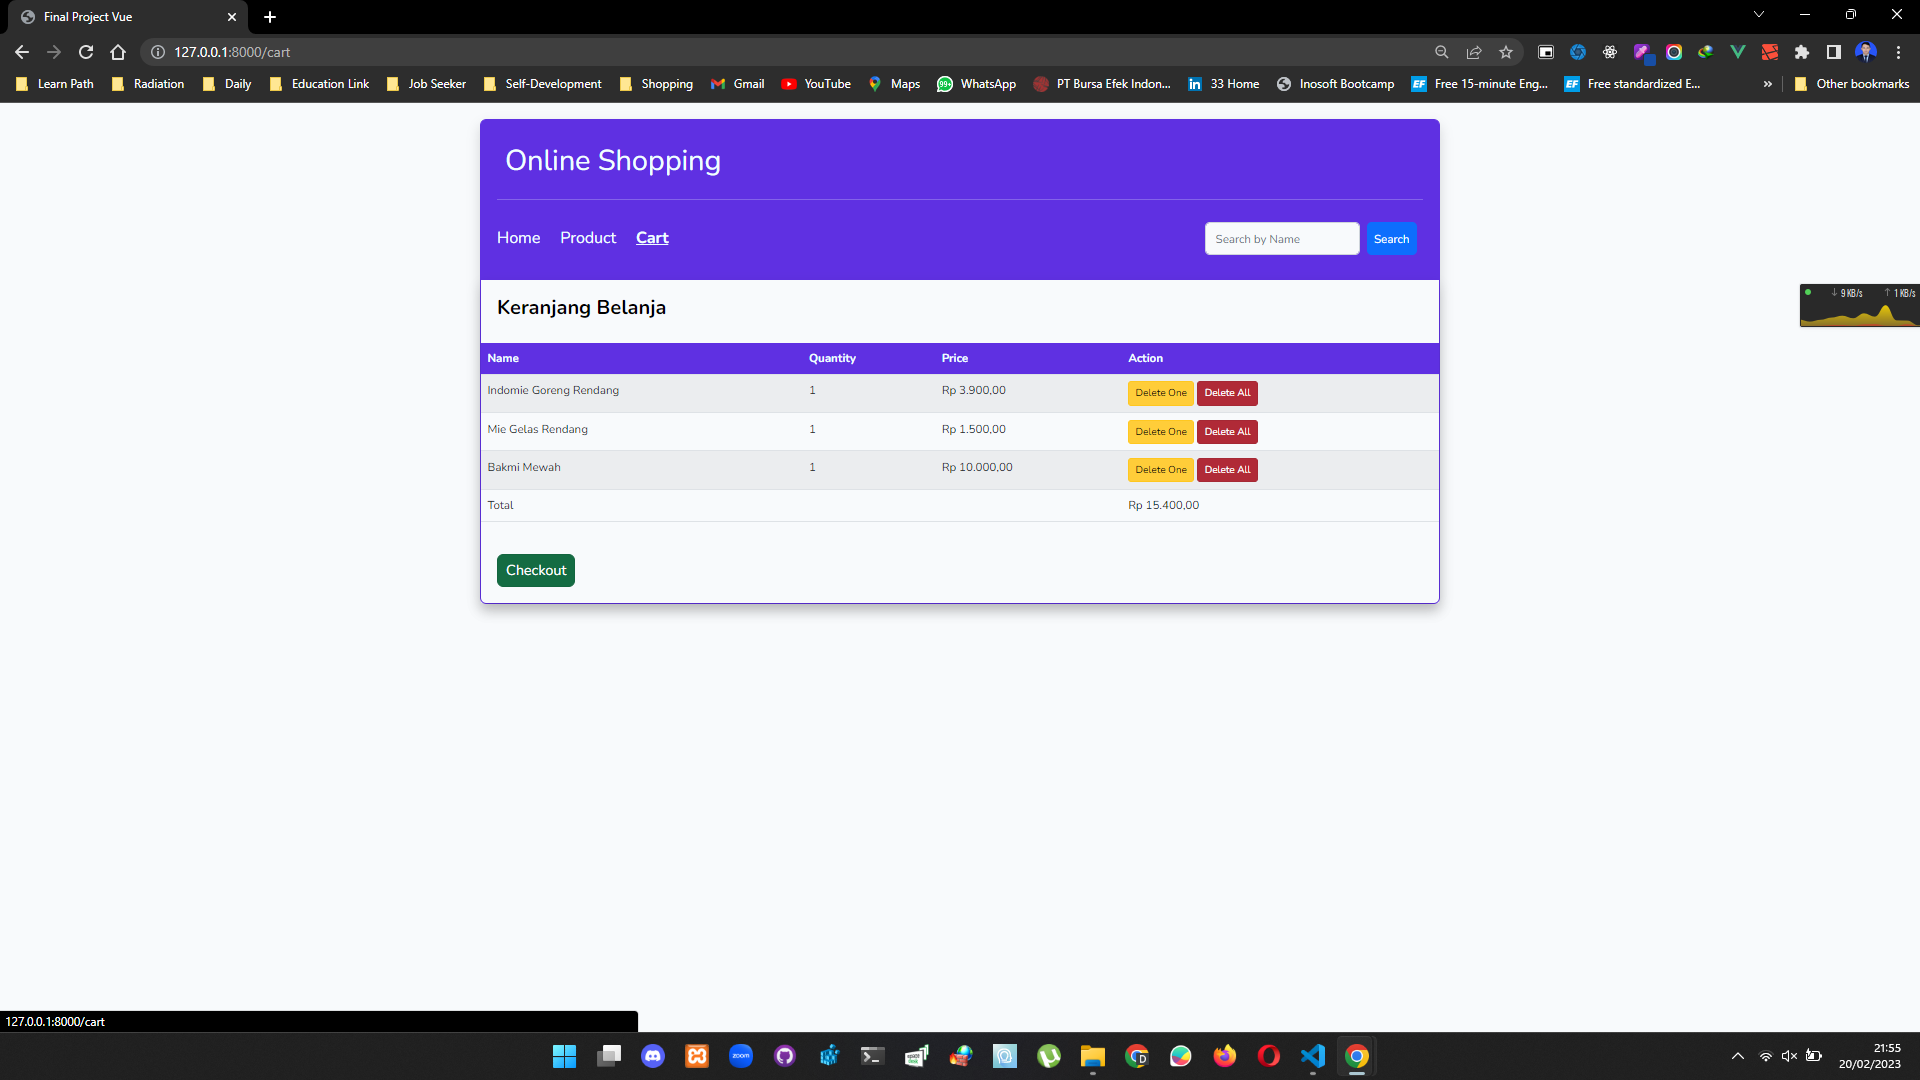 Final Project Vue
127.0.0.1:8000/cart
Learn Path Radiation Daily Education Link Job Seeker Self-Development Shopping Gmail YouTube Maps 99+ WhatsApp PT Bursa Efek Indon... in 33 Home Inosoft Bootcamp EF Free 15-minute Eng... EF Free standardized E... » Other bookmarks
Online Shopping
Home Product Cart Search by Name Search
9 KB/s 1 KB/s
Keranjang Belanja
Name Quantity Price Action
Indomie Goreng Rendang 1 Rp 3.900,00 Delete One Delete All
Mie Gelas Rendang 1 Rp 1.500,00 Delete One Delete All
Bakmi Mewah 1 Rp 10.000,00 Delete One Delete All
Total Rp 15.400,00
Checkout
127.0.0.1:8000/cart
zoom
D
21:55
20/02/2023